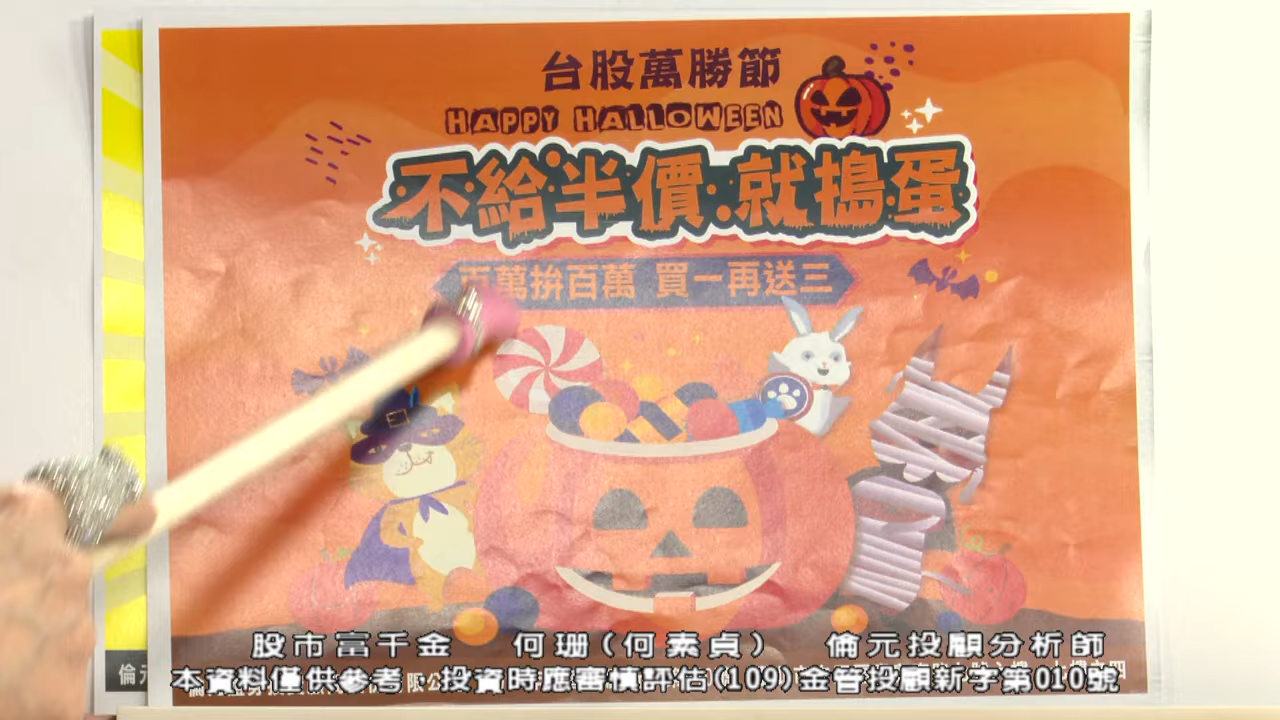 台股萬勝節
HAPPY HALLOWEEN
不給半價 就搗蛋
百萬拚百萬 買一再送三
股市富千金 何珊(何素貞) 倫元投顧分析師
本資料僅供參考,投資時應審慎評估(109)金管投顧新字第010號
倫元